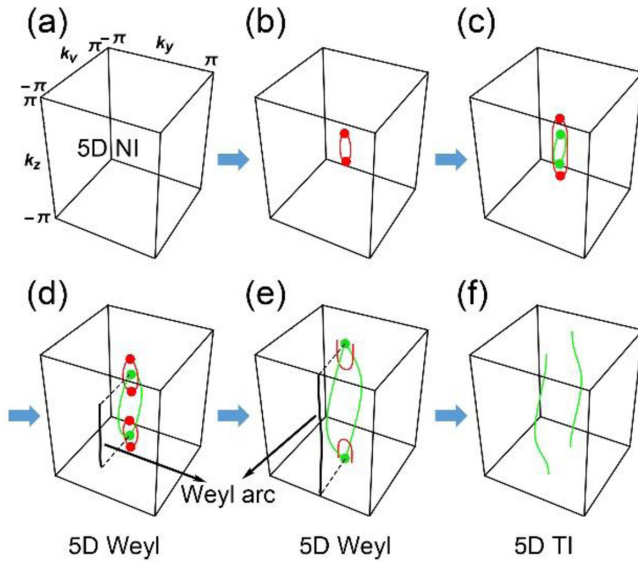 (a)
(b)
(c)
k_v
π
-π
k_y
π
-π
π
k_z
-π
5D NI
(d)
(e)
(f)
Weyl arc
5D Weyl
5D Weyl
5D TI